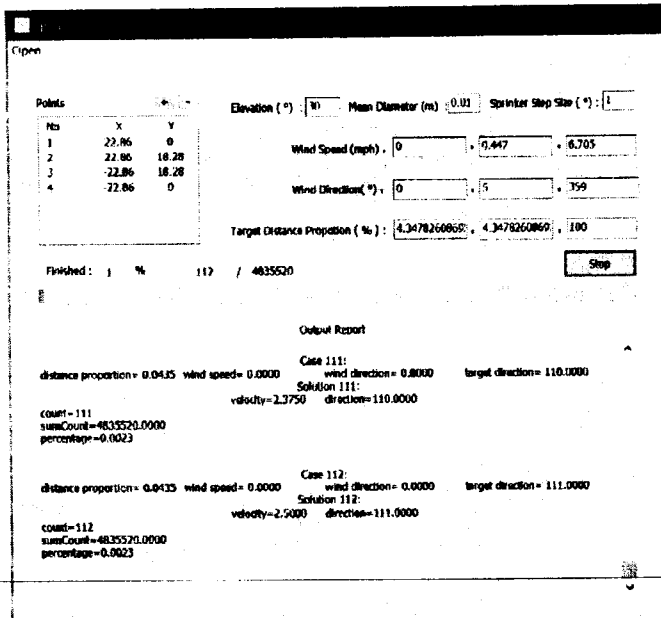 Open
Points + -
Elevation ( ° ) : 30 Mean Diameter (m) : 0.01 Sprinker Step Size ( ° ) : 1
No X Y
1 22.86 0
2 22.86 18.28
3 -22.86 18.28
4 -22.86 0
Wind Speed (mph) , 0 , 0.447 , 6.705
Wind Direction( ° ) , 0 , 5 , 359
Target Distance Propotion ( % ) : 4.3478260869 , 4.3478260869 , 100
Finished : 1 % 112 / 4835520
Stop
Output Report
Case 111:
distance proportion= 0.0435 wind speed= 0.0000 wind direction= 0.0000 target direction= 110.0000
Solution 111:
velocity=2.3750 direction=110.0000
count=111
sumCount=4835520.0000
percentage=0.0023
Case 112:
distance proportion= 0.0435 wind speed= 0.0000 wind direction= 0.0000 target direction= 111.0000
Solution 112:
velocity=2.5000 direction=111.0000
count=112
sumCount=4835520.0000
percentage=0.0023